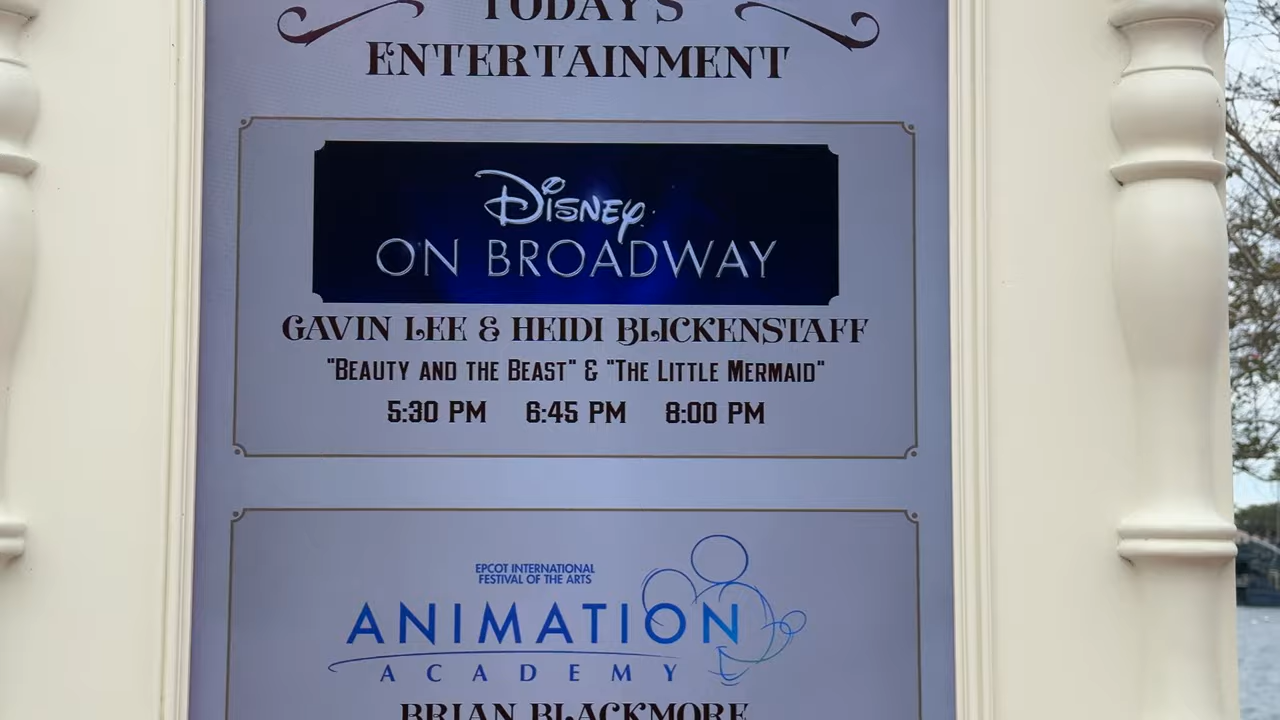 TODAY'S
ENTERTAINMENT
DISNEY
ON BROADWAY
GAVIN LEE & HEIDI BLICKENSTAFF
"BEAUTY AND THE BEAST" & "THE LITTLE MERMAID"
5:30 PM 6:45 PM 8:00 PM
EPCOT INTERNATIONAL
FESTIVAL OF THE ARTS
ANIMATION
ACADEMY
BRIAN BLACKMORE